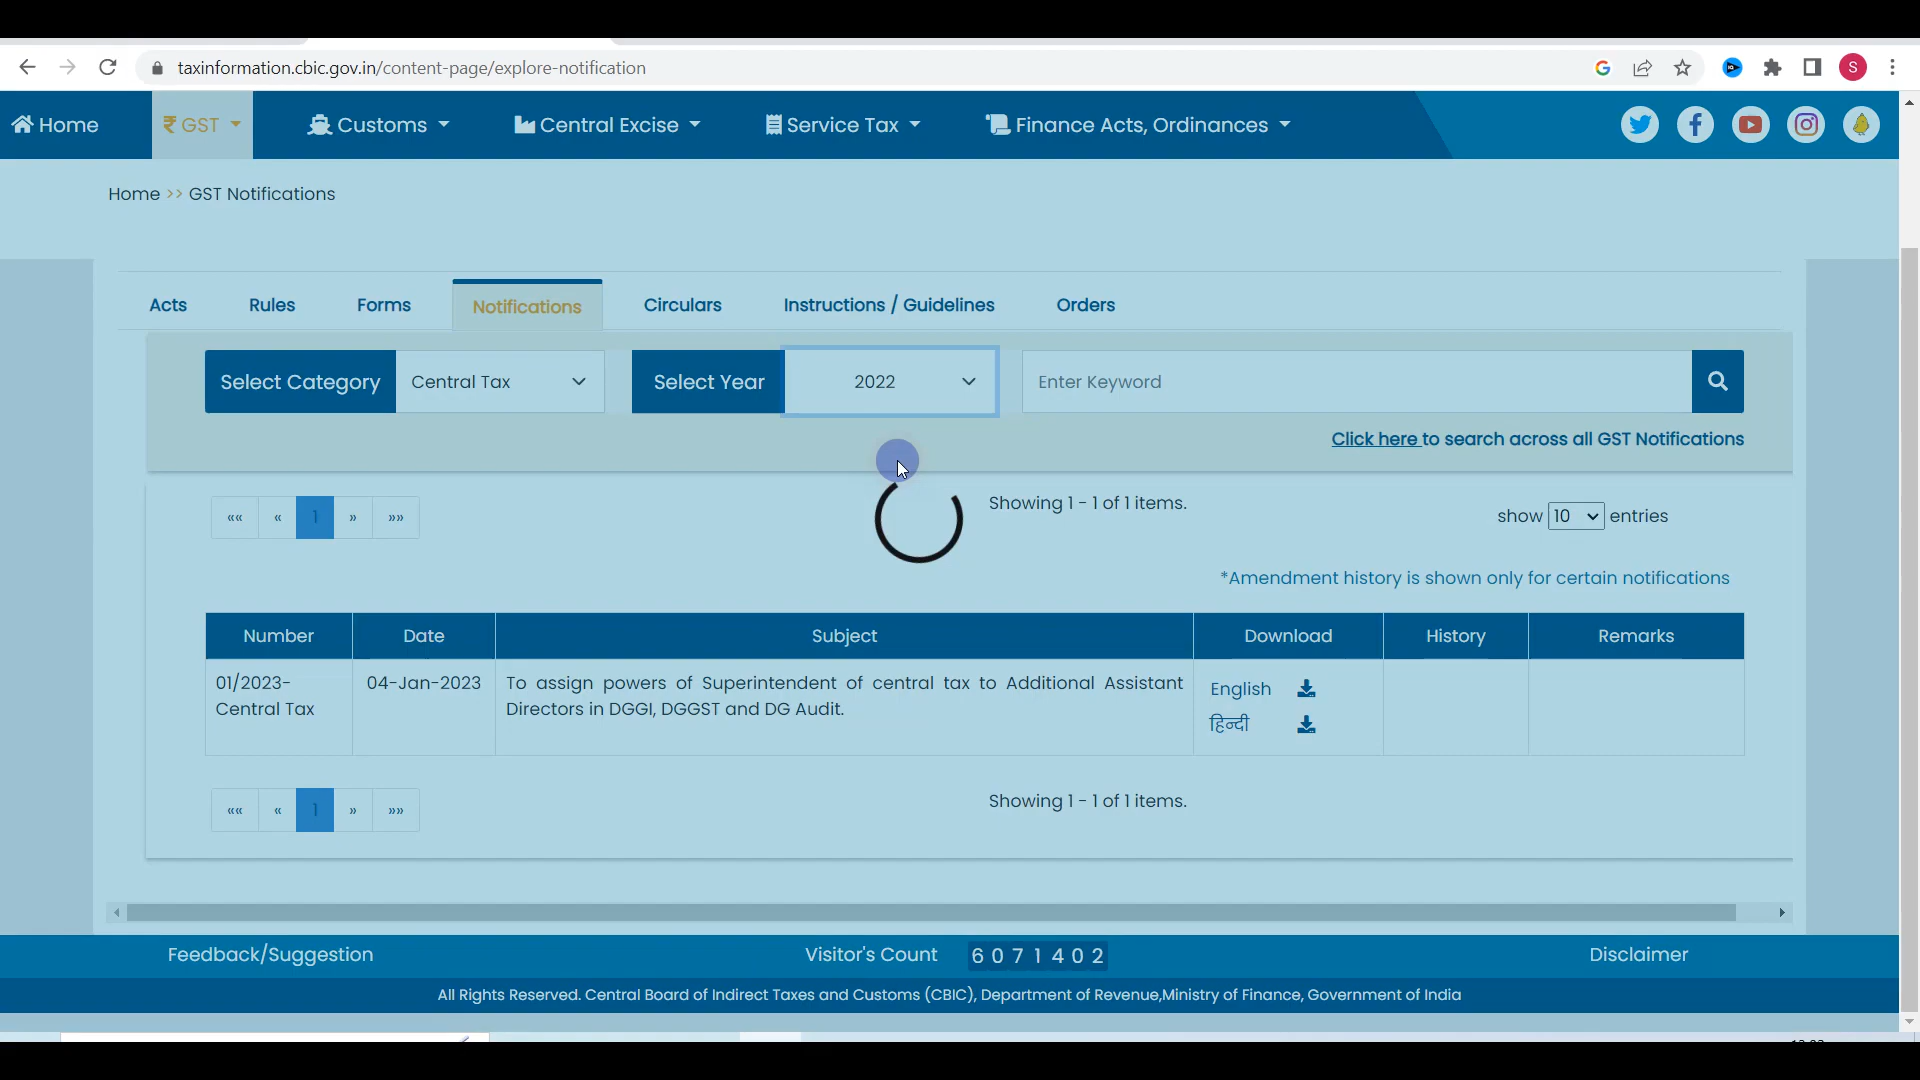 taxinformation.cbic.gov.in/content-page/explore-notification
S
Home
₹ GST
Customs
Central Excise
Service Tax
Finance Acts, Ordinances
Home >> GST Notifications
Acts
Rules
Forms
Notifications
Circulars
Instructions / Guidelines
Orders
Select Category
Central Tax
Select Year
2022
Enter Keyword
Click here to search across all GST Notifications
«« « 1 » »»
Showing 1 - 1 of 1 items.
show 10 entries
*Amendment history is shown only for certain notifications
Number Date Subject Download History Remarks
01/2023-
Central Tax
04-Jan-2023
To assign powers of Superintendent of central tax to Additional Assistant
Directors in DGGI, DGGST and DG Audit.
English
हिन्दी
«« « 1 » »»
Showing 1 - 1 of 1 items.
Feedback/Suggestion
Visitor's Count 6071402
Disclaimer
All Rights Reserved. Central Board of Indirect Taxes and Customs (CBIC), Department of Revenue,Ministry of Finance, Government of India